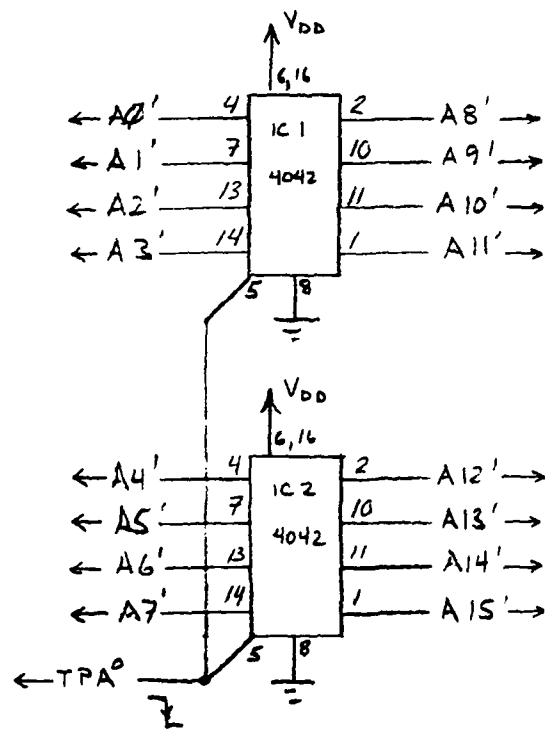 VDD
6,16
← A0' 4 IC1 2 A8' →
← A1' 7 4042 10 A9' →
← A2' 13 11 A10' →
← A3' 14 1 A11' →
5 8
VDD
6,16
← A4' 4 IC2 2 A12' →
← A5' 7 4042 10 A13' →
← A6' 13 11 A14' →
← A7' 14 1 A15' →
5 8
← TPA°